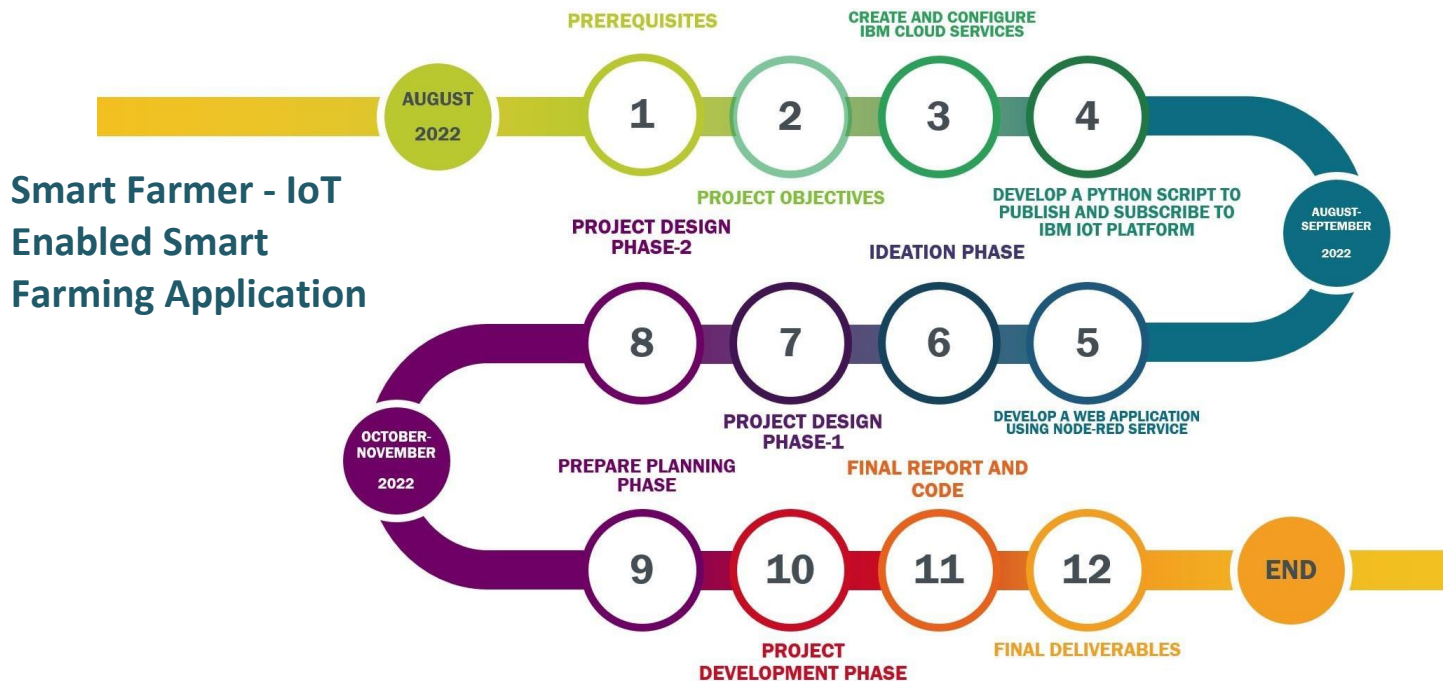 PREREQUISITES
CREATE AND CONFIGURE
IBM CLOUD SERVICES
AUGUST
2022
1
2
3
4
Smart Farmer - IoT
Enabled Smart
Farming Application
PROJECT OBJECTIVES
DEVELOP A PYTHON SCRIPT TO
PUBLISH AND SUBSCRIBE TO
IBM IOT PLATFORM
AUGUST-
SEPTEMBER
2022
PROJECT DESIGN
PHASE-2
IDEATION PHASE
8
7
6
5
PROJECT DESIGN
PHASE-1
DEVELOP A WEB APPLICATION
USING NODE-RED SERVICE
OCTOBER-
NOVEMBER
2022
PREPARE PLANNING
PHASE
FINAL REPORT AND
CODE
9
10
11
12
END
PROJECT
DEVELOPMENT PHASE
FINAL DELIVERABLES